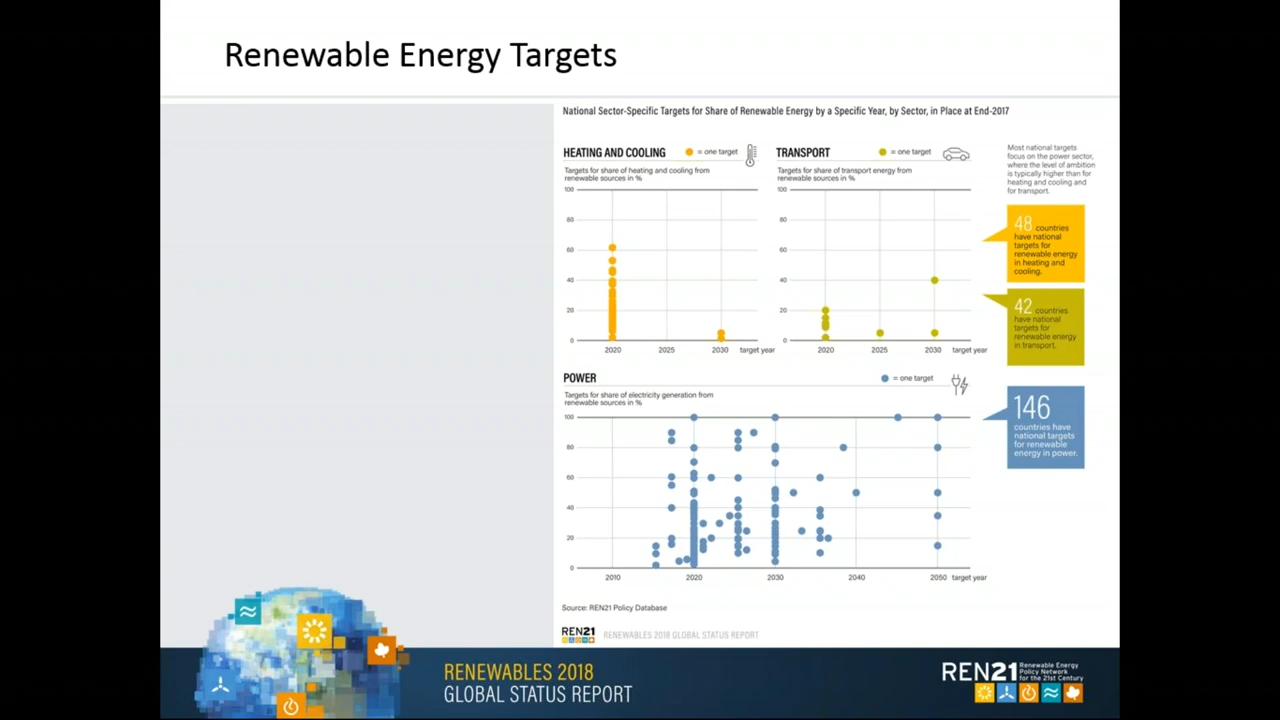 Renewable Energy Targets
National Sector-Specific Targets for Share of Renewable Energy by a Specific Year, by Sector, in Place at End-2017
HEATING AND COOLING
= one target
Targets for share of heating and cooling from
renewable sources in %
100
80
60
40
20
0
2020 2025 2030 target year
TRANSPORT
= one target
Targets for share of transport energy from
renewable sources in %
100
80
60
40
20
0
2020 2025 2030 target year
Most national targets
focus on the power sector,
where the level of ambition
is typically higher than for
heating and cooling and
for transport.
48 countries
have national
targets for
renewable energy
in heating and
cooling.
42 countries
have national
targets for
renewable energy
in transport.
POWER
= one target
Targets for share of electricity generation from
renewable sources in %
100
80
60
40
20
0
2010 2020 2030 2040 2050 target year
146
countries have
national targets
for renewable
energy in power.
Source: REN21 Policy Database
REN21 RENEWABLES 2018 GLOBAL STATUS REPORT
RENEWABLES 2018
GLOBAL STATUS REPORT
REN21
Renewable Energy
Policy Network
for the 21st Century